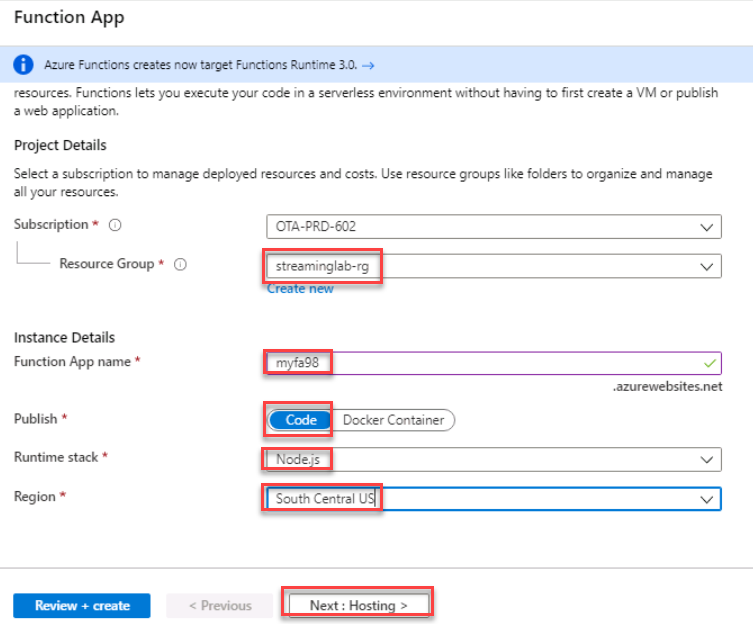 Function App
Azure Functions creates now target Functions Runtime 3.0. →
resources. Functions lets you execute your code in a serverless environment without having to first create a VM or publish
a web application.
Project Details
Select a subscription to manage deployed resources and costs. Use resource groups like folders to organize and manage
all your resources.
Subscription * OTA-PRD-602
Resource Group * streaminglab-rg
Create new
Instance Details
Function App name * myfa98
.azurewebsites.net
Publish * Code Docker Container
Runtime stack * Node.js
Region * South Central US
Review + create < Previous Next : Hosting >